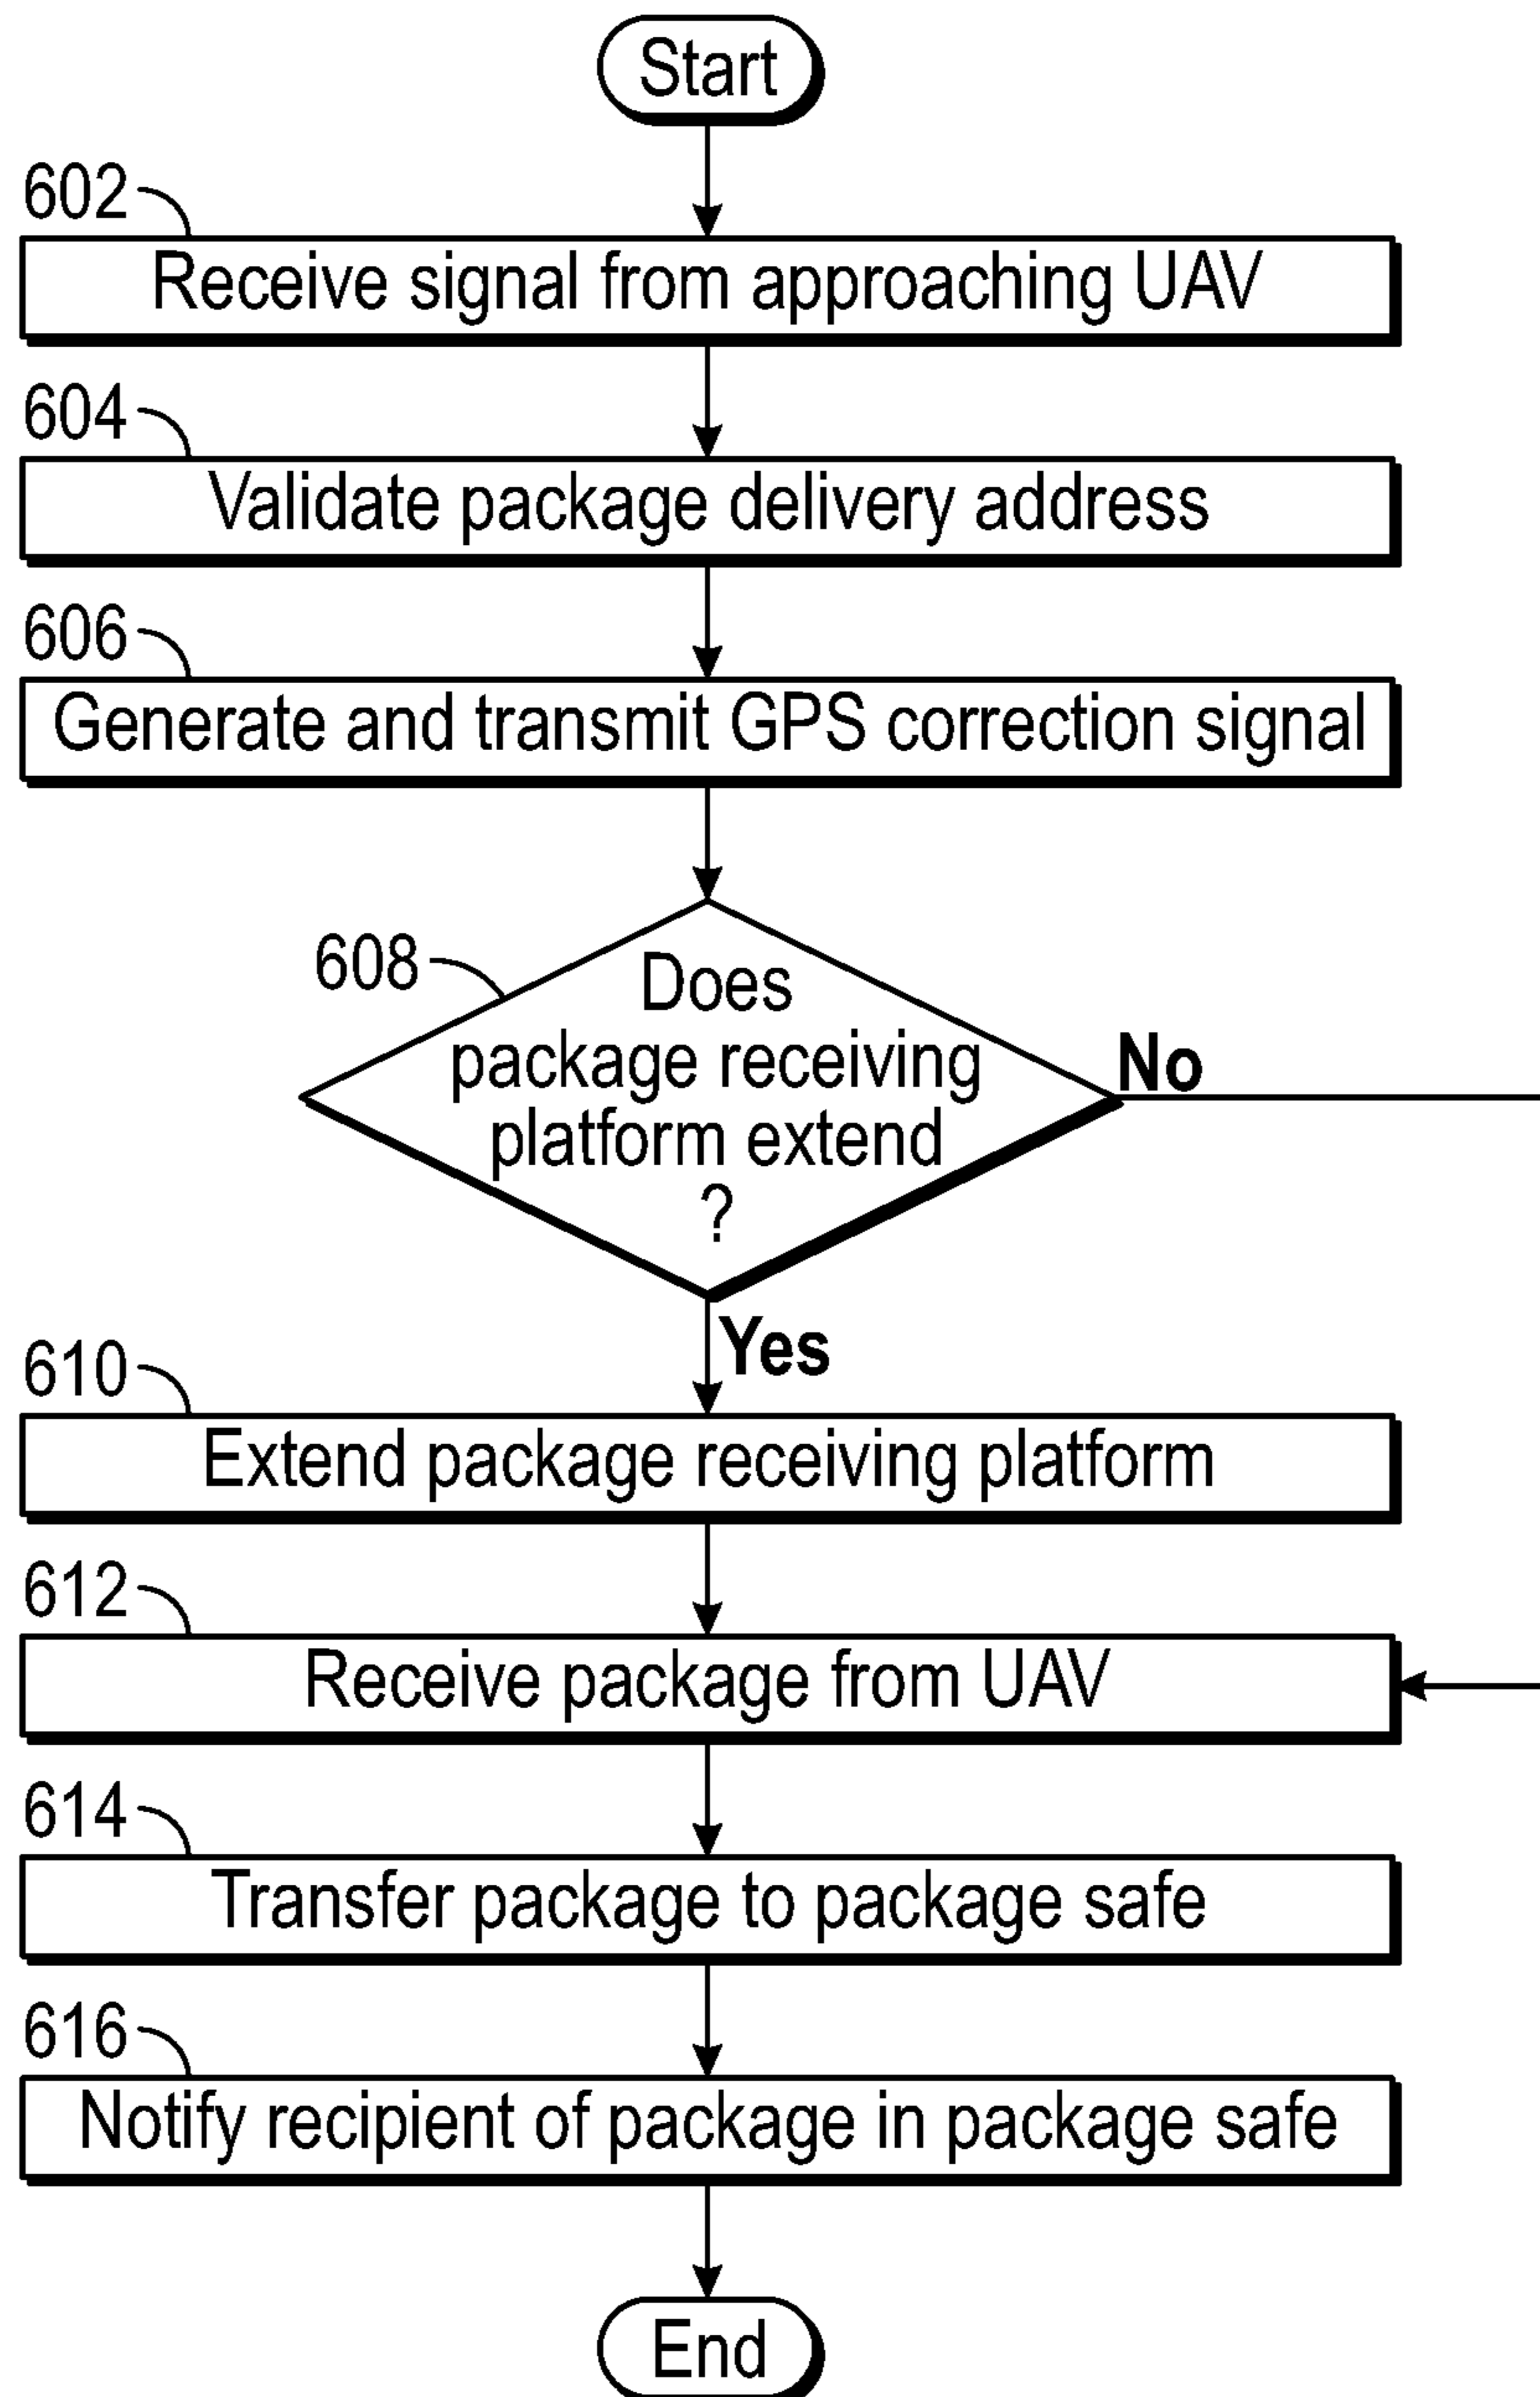 Start
602
Receive signal from approaching UAV
604
Validate package delivery address
606
Generate and transmit GPS correction signal
608
Does
package receiving
platform extend
?
No
Yes
610
Extend package receiving platform
612
Receive package from UAV
614
Transfer package to package safe
616
Notify recipient of package in package safe
End